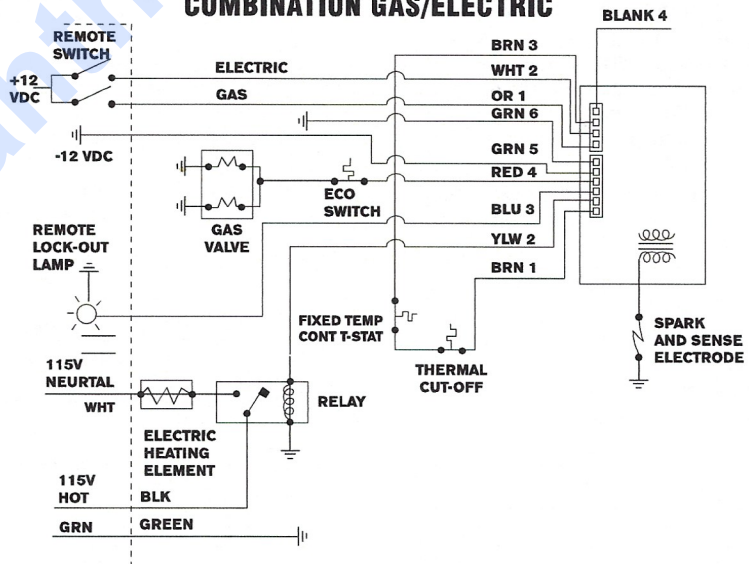 COMBINATION GAS/ELECTRIC
BLANK 4
REMOTE
SWITCH
+12
VDC
ELECTRIC
GAS
-12 VDC
BRN 3
WHT 2
OR 1
GRN 6
GRN 5
RED 4
BLU 3
YLW 2
BRN 1
ECO
SWITCH
GAS
VALVE
REMOTE
LOCK-OUT
LAMP
FIXED TEMP
CONT T-STAT
THERMAL
CUT-OFF
SPARK
AND SENSE
ELECTRODE
115V
NEURTAL
WHT
RELAY
ELECTRIC
HEATING
ELEMENT
115V
HOT
BLK
GRN
GREEN